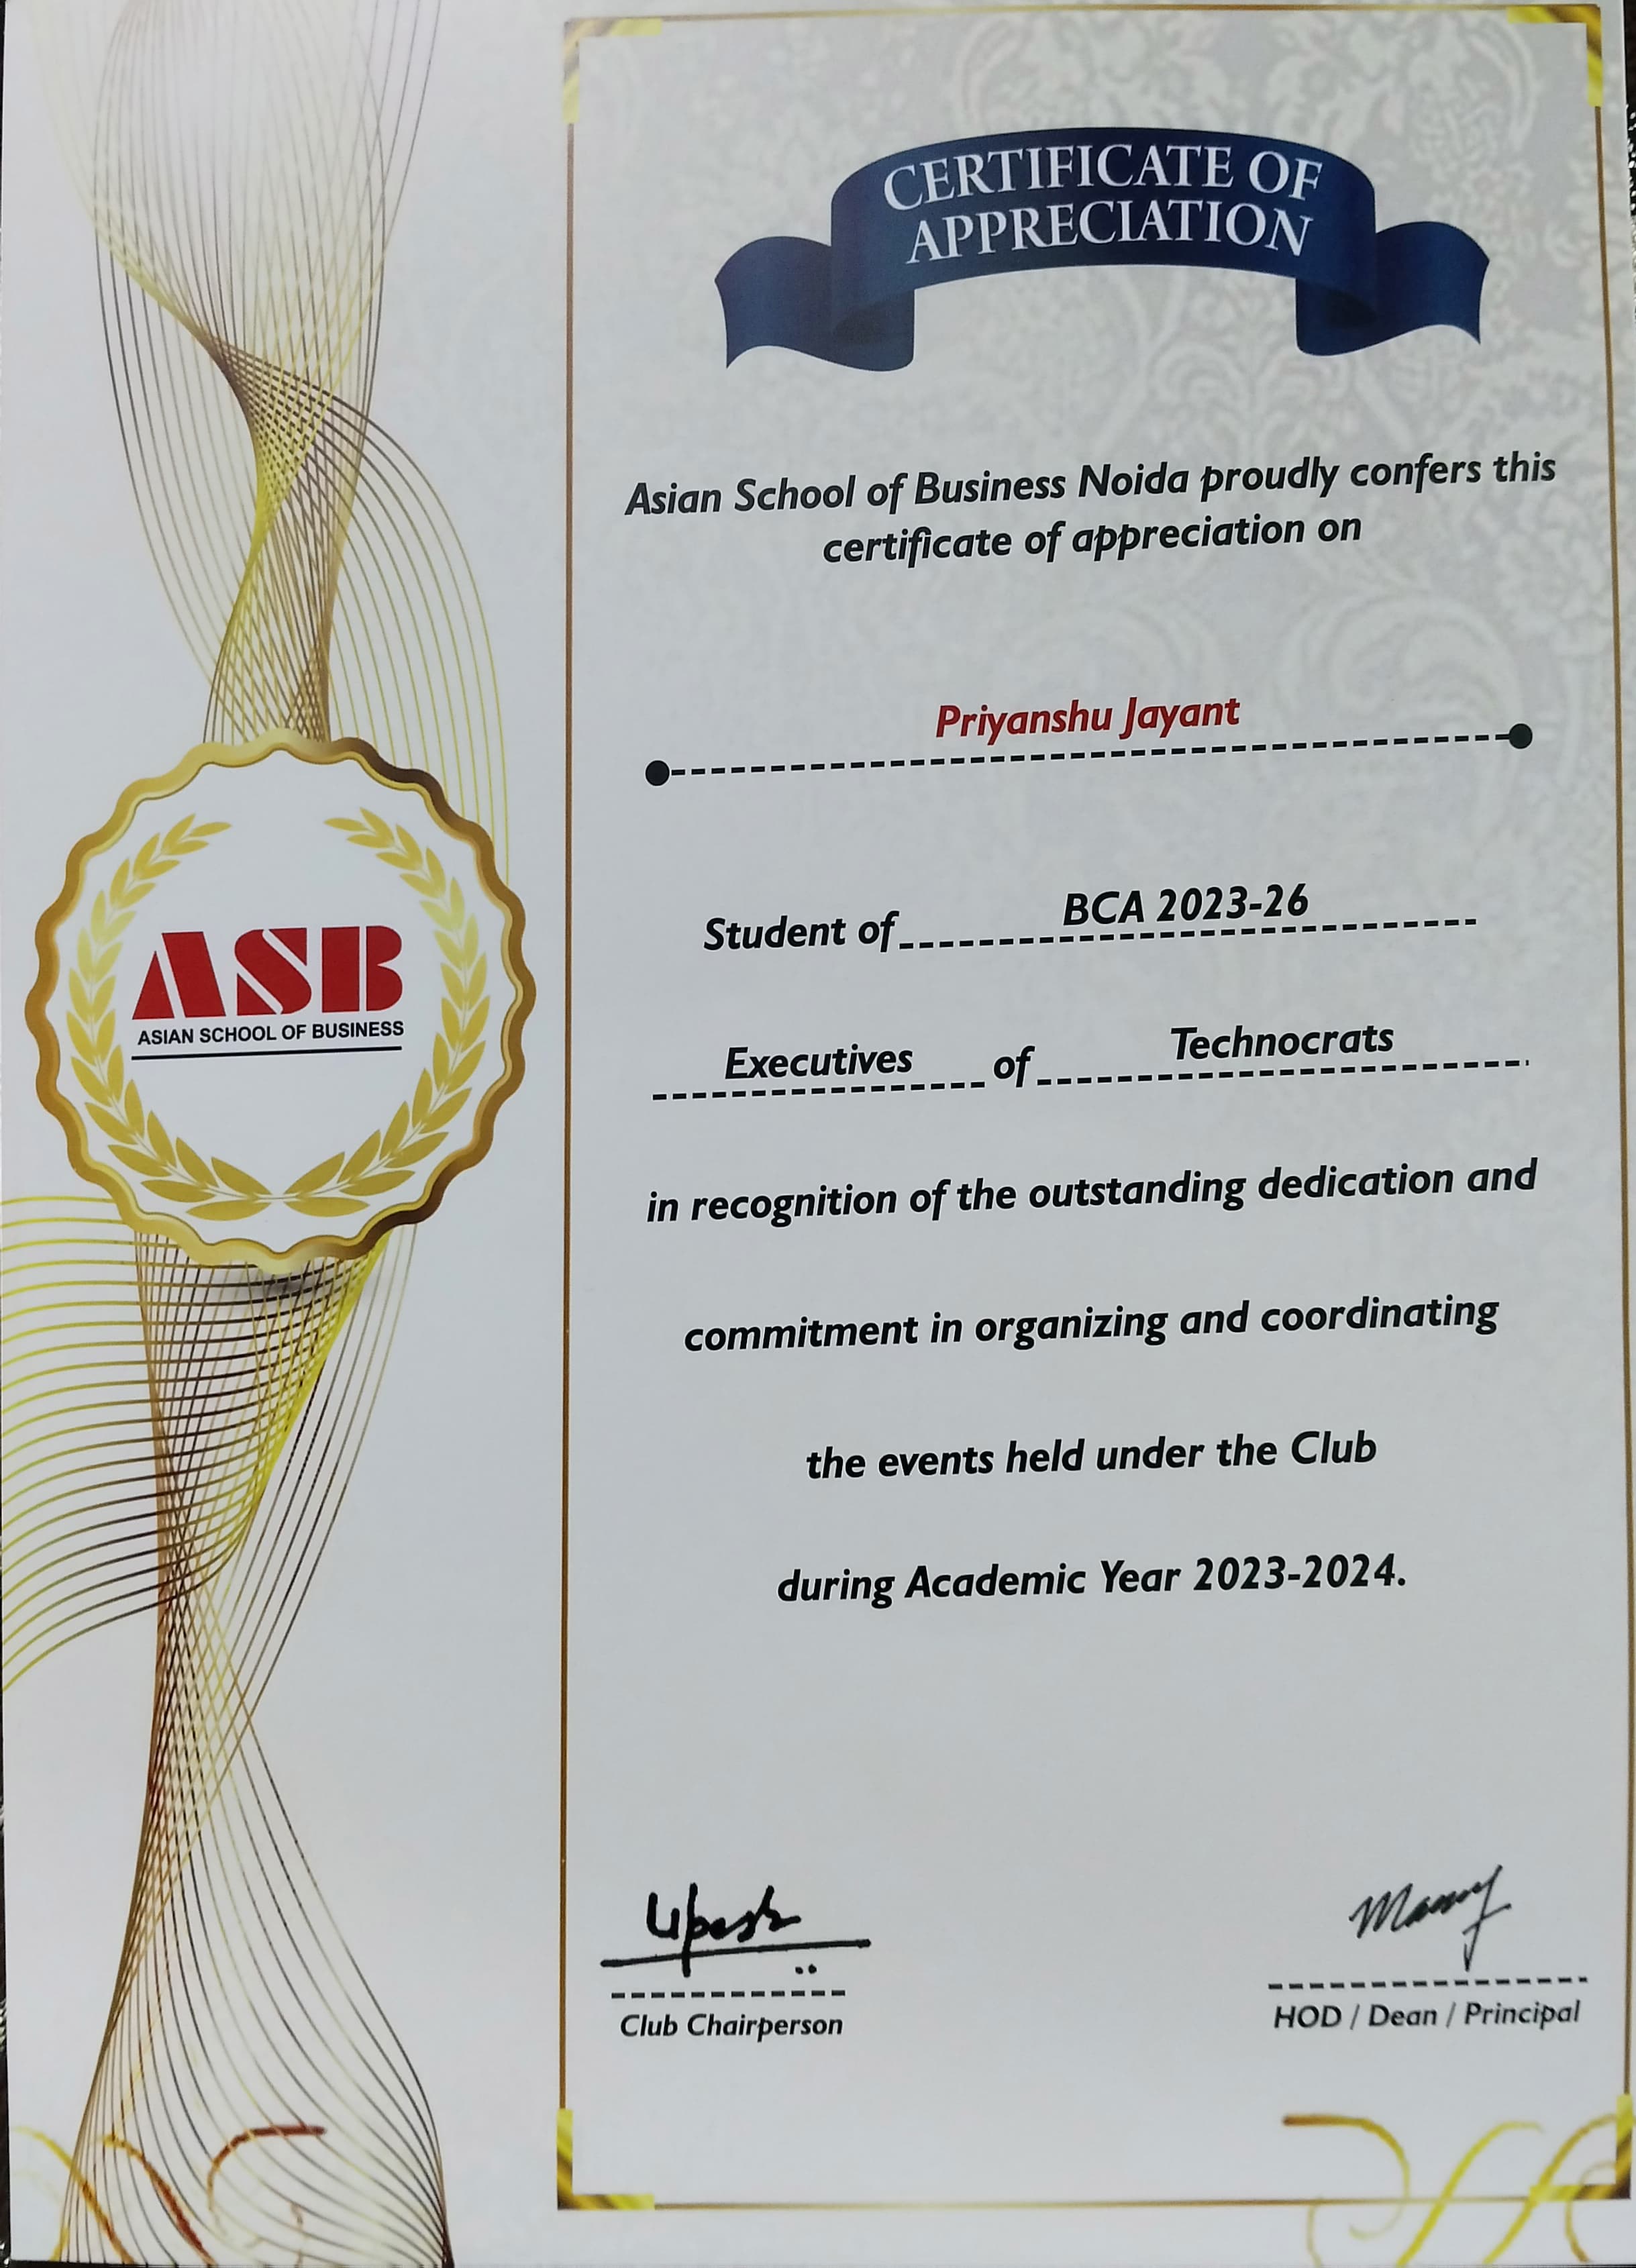 CERTIFICATE OF
APPRECIATION
Asian School of Business Noida proudly confers this
certificate of appreciation on
Priyanshu Jayant
Student of BCA 2023-26
Executives of Technocrats
in recognition of the outstanding dedication and
commitment in organizing and coordinating
the events held under the Club
during Academic Year 2023-2024.
ASB
ASIAN SCHOOL OF BUSINESS
Club Chairperson
HOD / Dean / Principal